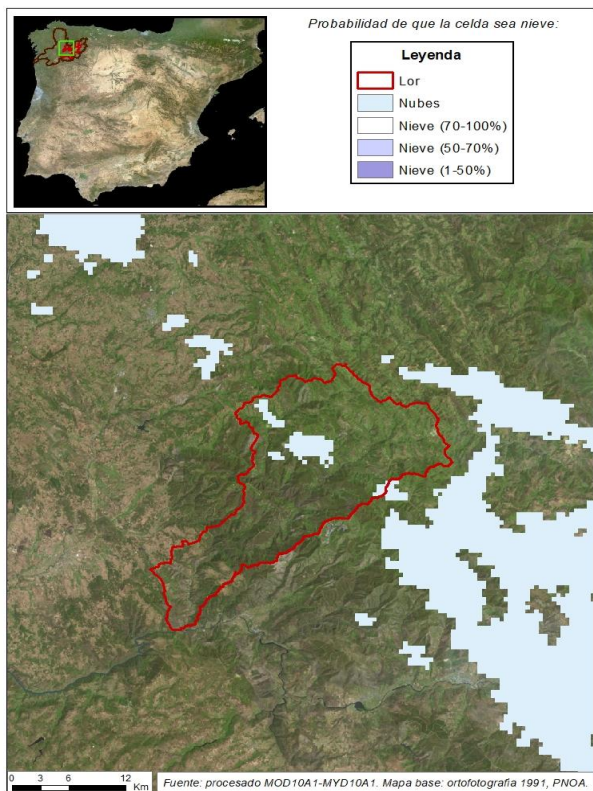 Probabilidad de que la celda sea nieve:
Leyenda
Lor
Nubes
Nieve (70-100%)
Nieve (50-70%)
Nieve (1-50%)
0 3 6 12
Km
Fuente: procesado MOD10A1-MYD10A1. Mapa base: ortofotografía 1991, PNOA.